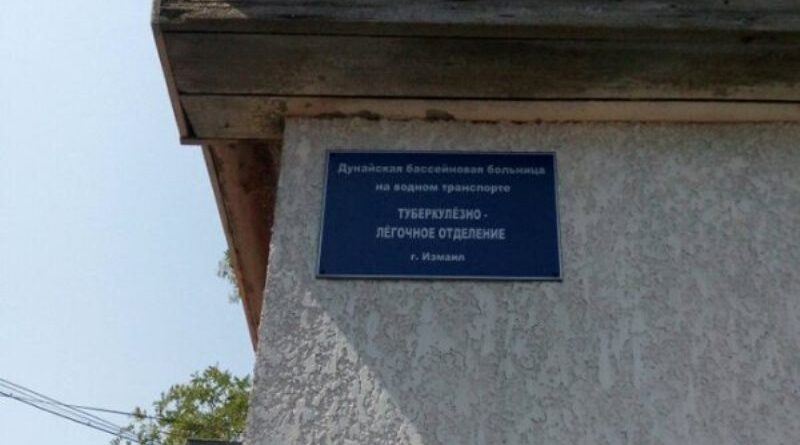 Дунайская бассейновая больница
на водном транспорте
ТУБЕРКУЛЁЗНО -
ЛЁГОЧНОЕ ОТДЕЛЕНИЕ
г. Измаил